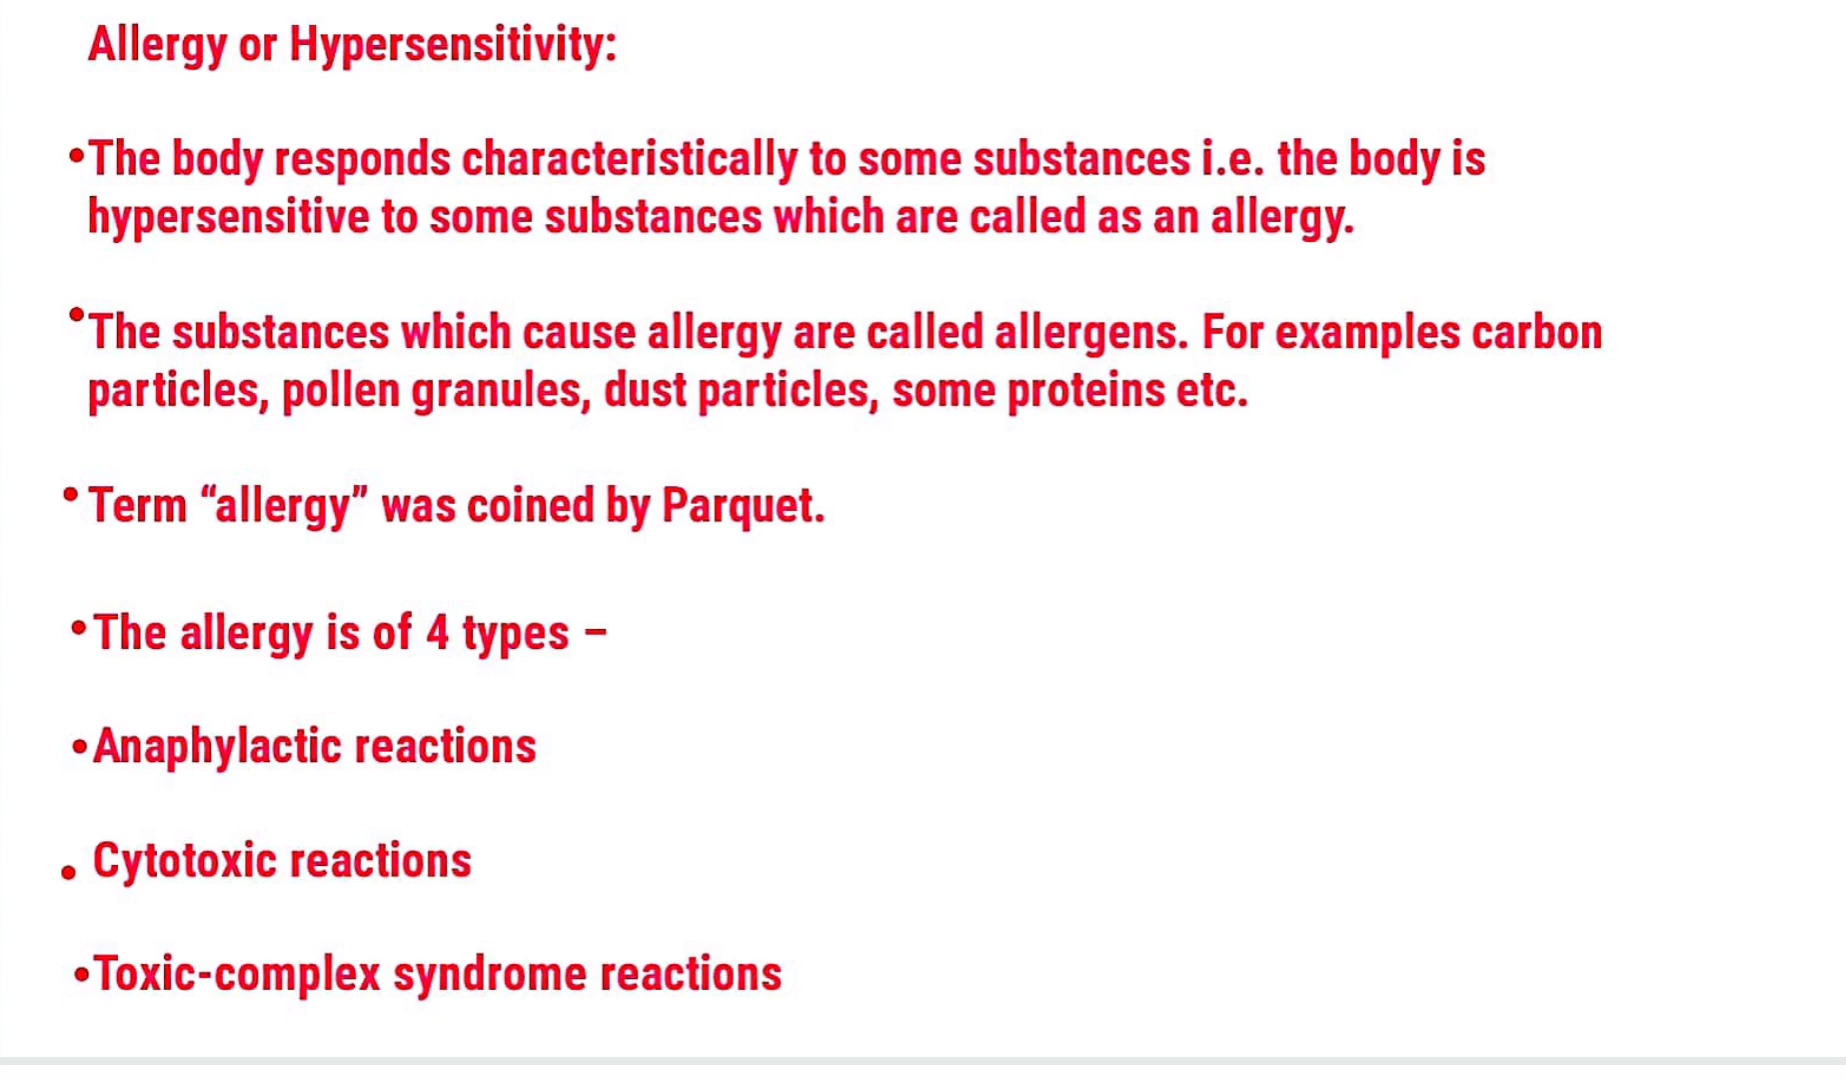 Allergy or Hypersensitivity:
•The body responds characteristically to some substances i.e. the body is
hypersensitive to some substances which are called as an allergy.
•The substances which cause allergy are called allergens. For examples carbon
particles, pollen granules, dust particles, some proteins etc.
• Term “allergy” was coined by Parquet.
•The allergy is of 4 types –
•Anaphylactic reactions
• Cytotoxic reactions
•Toxic-complex syndrome reactions